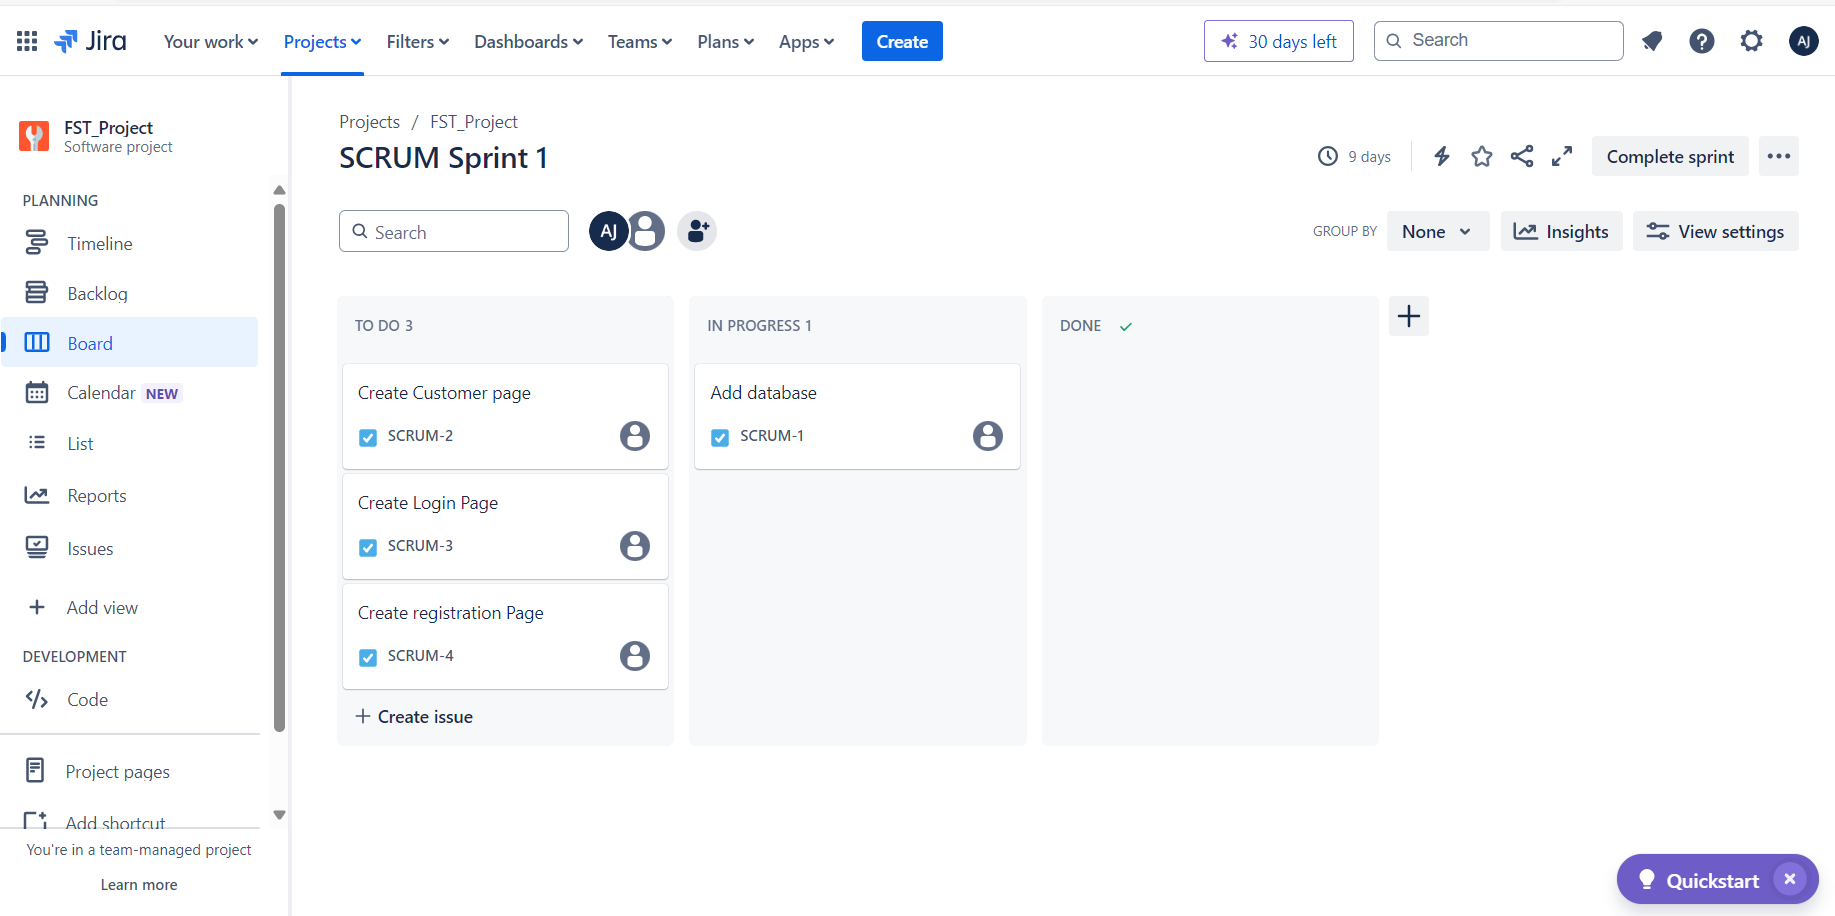 Jira
Your work
Projects
Filters
Dashboards
Teams
Plans
Apps
Create
30 days left
Search
AJ
FST_Project
Software project
PLANNING
Timeline
Backlog
Board
Calendar NEW
List
Reports
Issues
Add view
DEVELOPMENT
Code
Project pages
Add shortcut
You're in a team-managed project
Learn more
Projects / FST_Project
SCRUM Sprint 1
9 days
Complete sprint
Search
AJ
GROUP BY
None
Insights
View settings
TO DO 3
Create Customer page
SCRUM-2
Create Login Page
SCRUM-3
Create registration Page
SCRUM-4
+ Create issue
IN PROGRESS 1
Add database
SCRUM-1
DONE
Quickstart